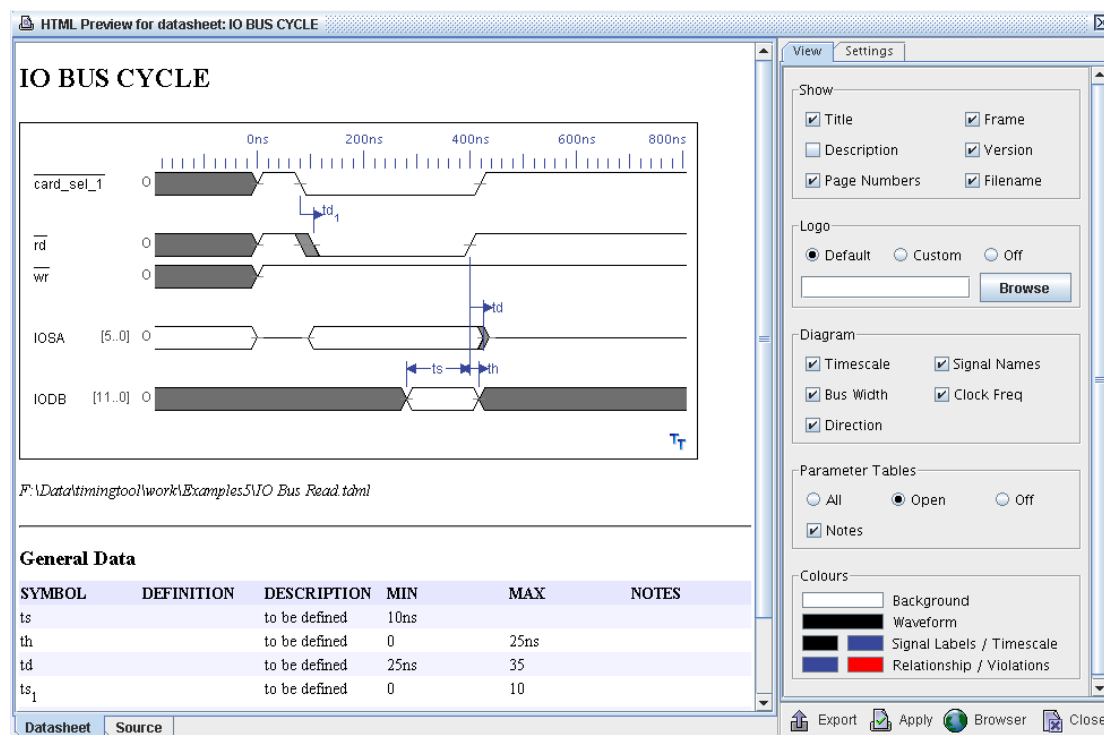 HTML Preview for datasheet: IO BUS CYCLE
IO BUS CYCLE
0ns 200ns 400ns 600ns 800ns
card_sel_1 O
td1
rd O
wr O
td
IOSA [5..0] O
ts th
IODB [11..0] O
TT
F:\Data\timingtool\work\Examples5\IO Bus Read.tdml
General Data
SYMBOL DEFINITION DESCRIPTION MIN MAX NOTES
ts to be defined 10ns
th to be defined 0 25ns
td to be defined 25ns 35
ts1 to be defined 0 10
Datasheet Source
View Settings
Show
Title Frame
Description Version
Page Numbers Filename
Logo
Default Custom Off
Browse
Diagram
Timescale Signal Names
Bus Width Clock Freq
Direction
Parameter Tables
All Open Off
Notes
Colours
Background
Waveform
Signal Labels / Timescale
Relationship / Violations
Export Apply Browser Close